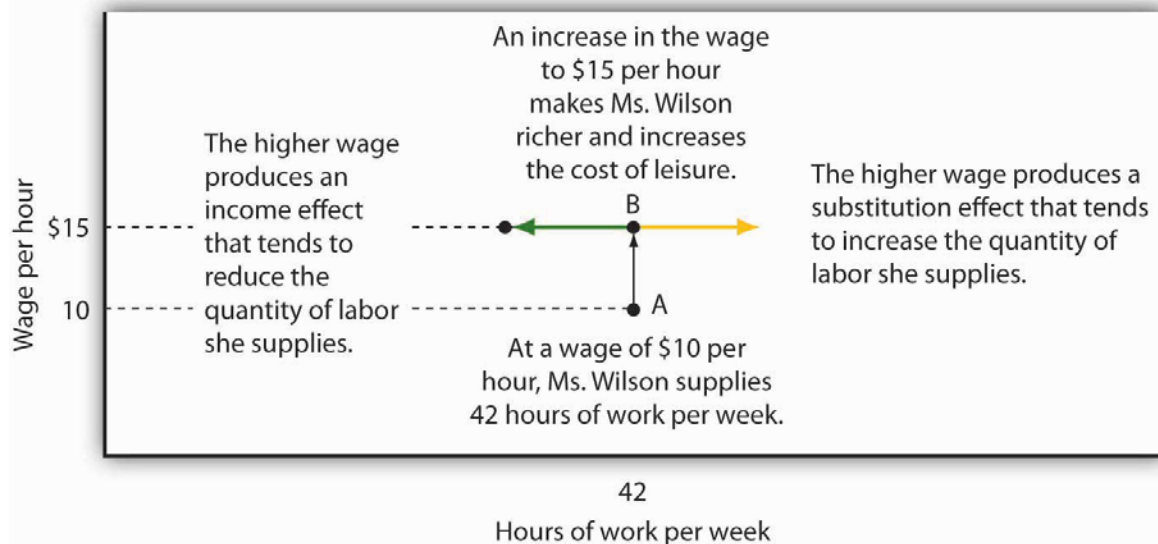 An increase in the wage
to $15 per hour
makes Ms. Wilson
richer and increases
the cost of leisure.
The higher wage
produces an
income effect
that tends to
reduce the
quantity of labor
she supplies.
The higher wage produces a
substitution effect that tends
to increase the quantity of
labor she supplies.
Wage per hour
$15
10
B
A
At a wage of $10 per
hour, Ms. Wilson supplies
42 hours of work per week.
42
Hours of work per week